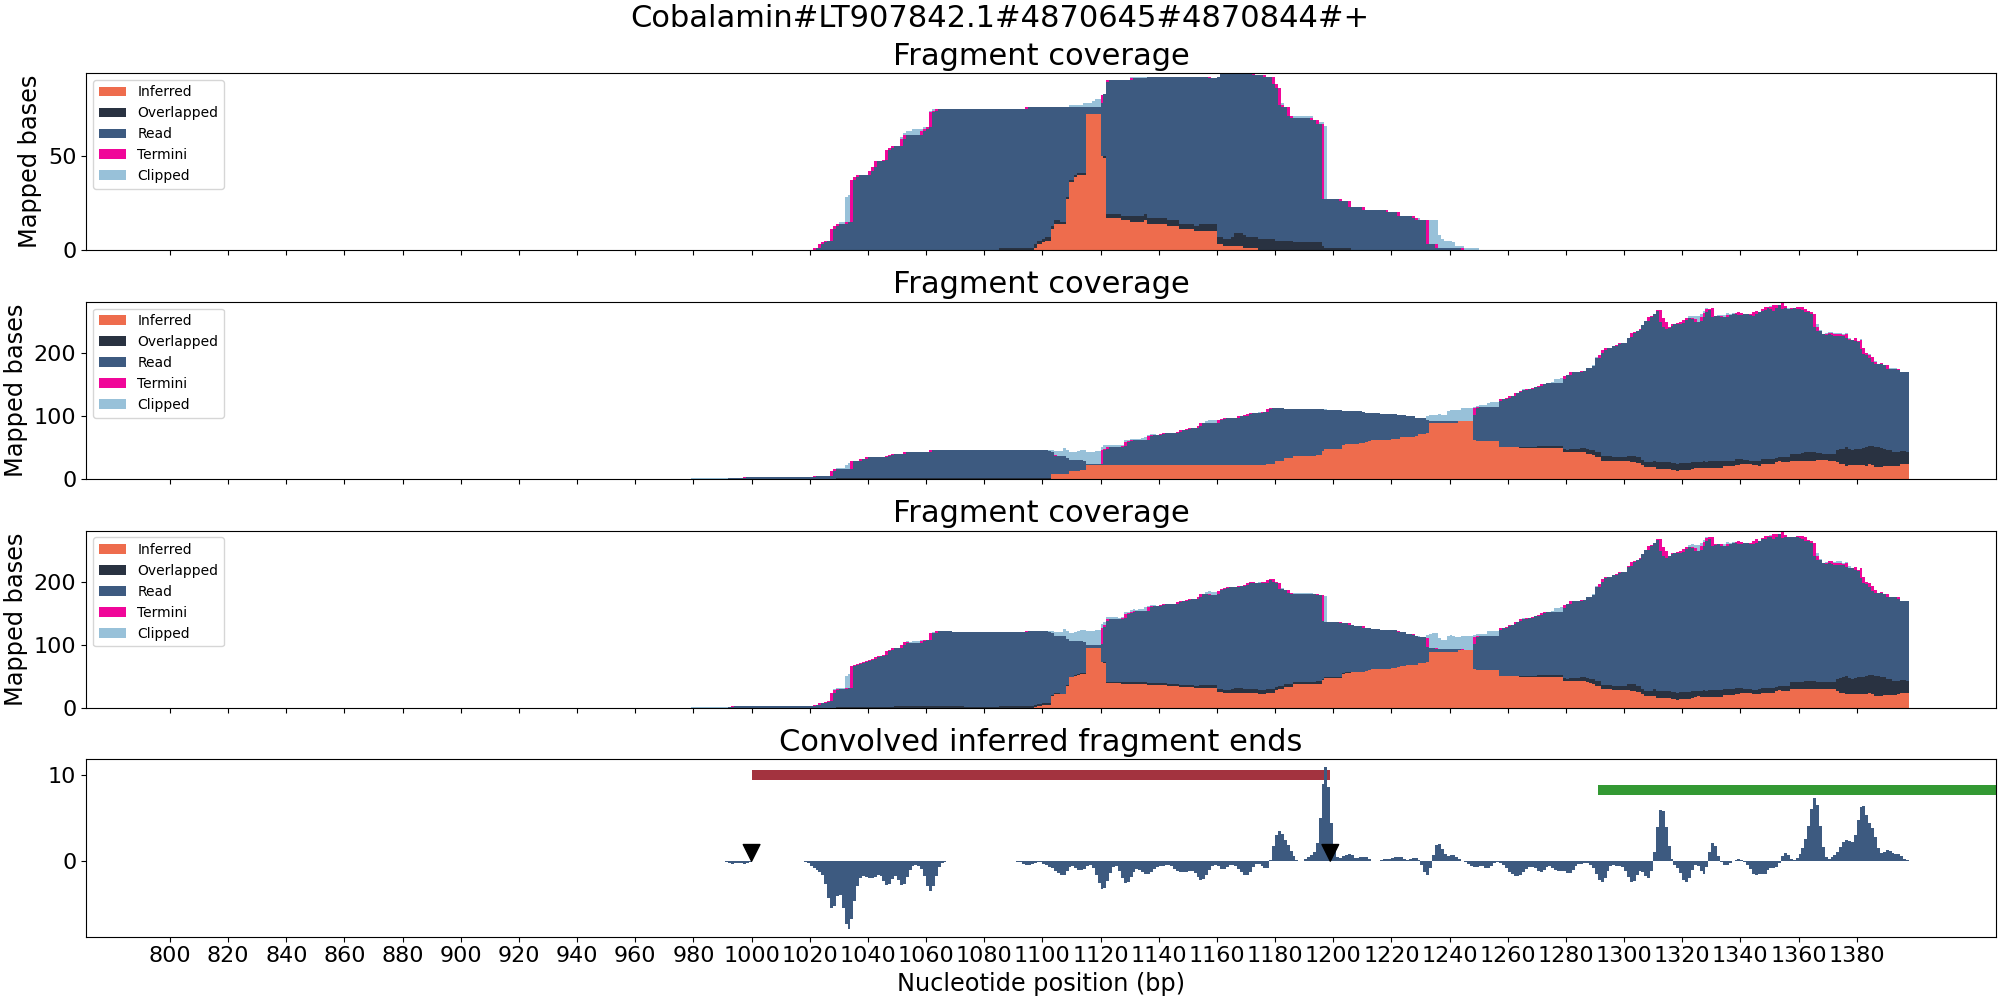 Cobalamin#LT907842.1#4870645#4870844#+
Fragment coverage
Mapped bases
50
0
Inferred
Overlapped
Read
Termini
Clipped
Fragment coverage
Mapped bases
200
100
0
Inferred
Overlapped
Read
Termini
Clipped
Fragment coverage
Mapped bases
200
100
0
Inferred
Overlapped
Read
Termini
Clipped
Convolved inferred fragment ends
10
0
800 820 840 860 880 900 920 940 960 980 1000 1020 1040 1060 1080 1100 1120 1140 1160 1180 1200 1220 1240 1260 1280 1300 1320 1340 1360 1380
Nucleotide position (bp)